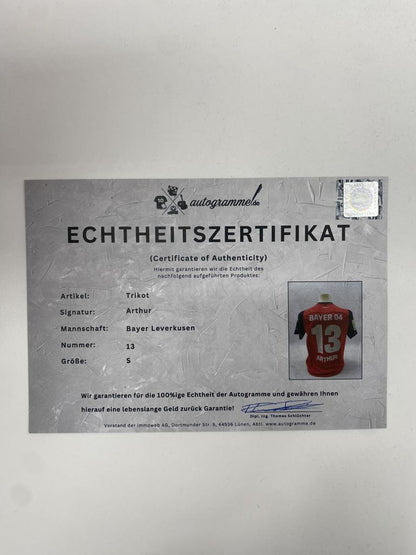 autogramme.de
ECHTHEITSZERTIFIKAT
(Certificate of Authenticity)
Hiermit garantieren wir die Echtheit des
nachfolgend aufgeführten Produktes:
Artikel: Trikot
Signatur: Arthur
Mannschaft: Bayer Leverkusen
Nummer: 13
Größe: S
BAYER 04
13
ARTHUR
Wir garantieren für die 100%ige Echtheit der Autogramme und gewähren Ihnen
hierauf eine lebenslange Geld zurück Garantie!
Dipl. Ing. Thomas Schlüchter
Vorstand der immoweb AG, Dortmunder Str. 5, 44536 Lünen, Abtl. www.autogramme.de